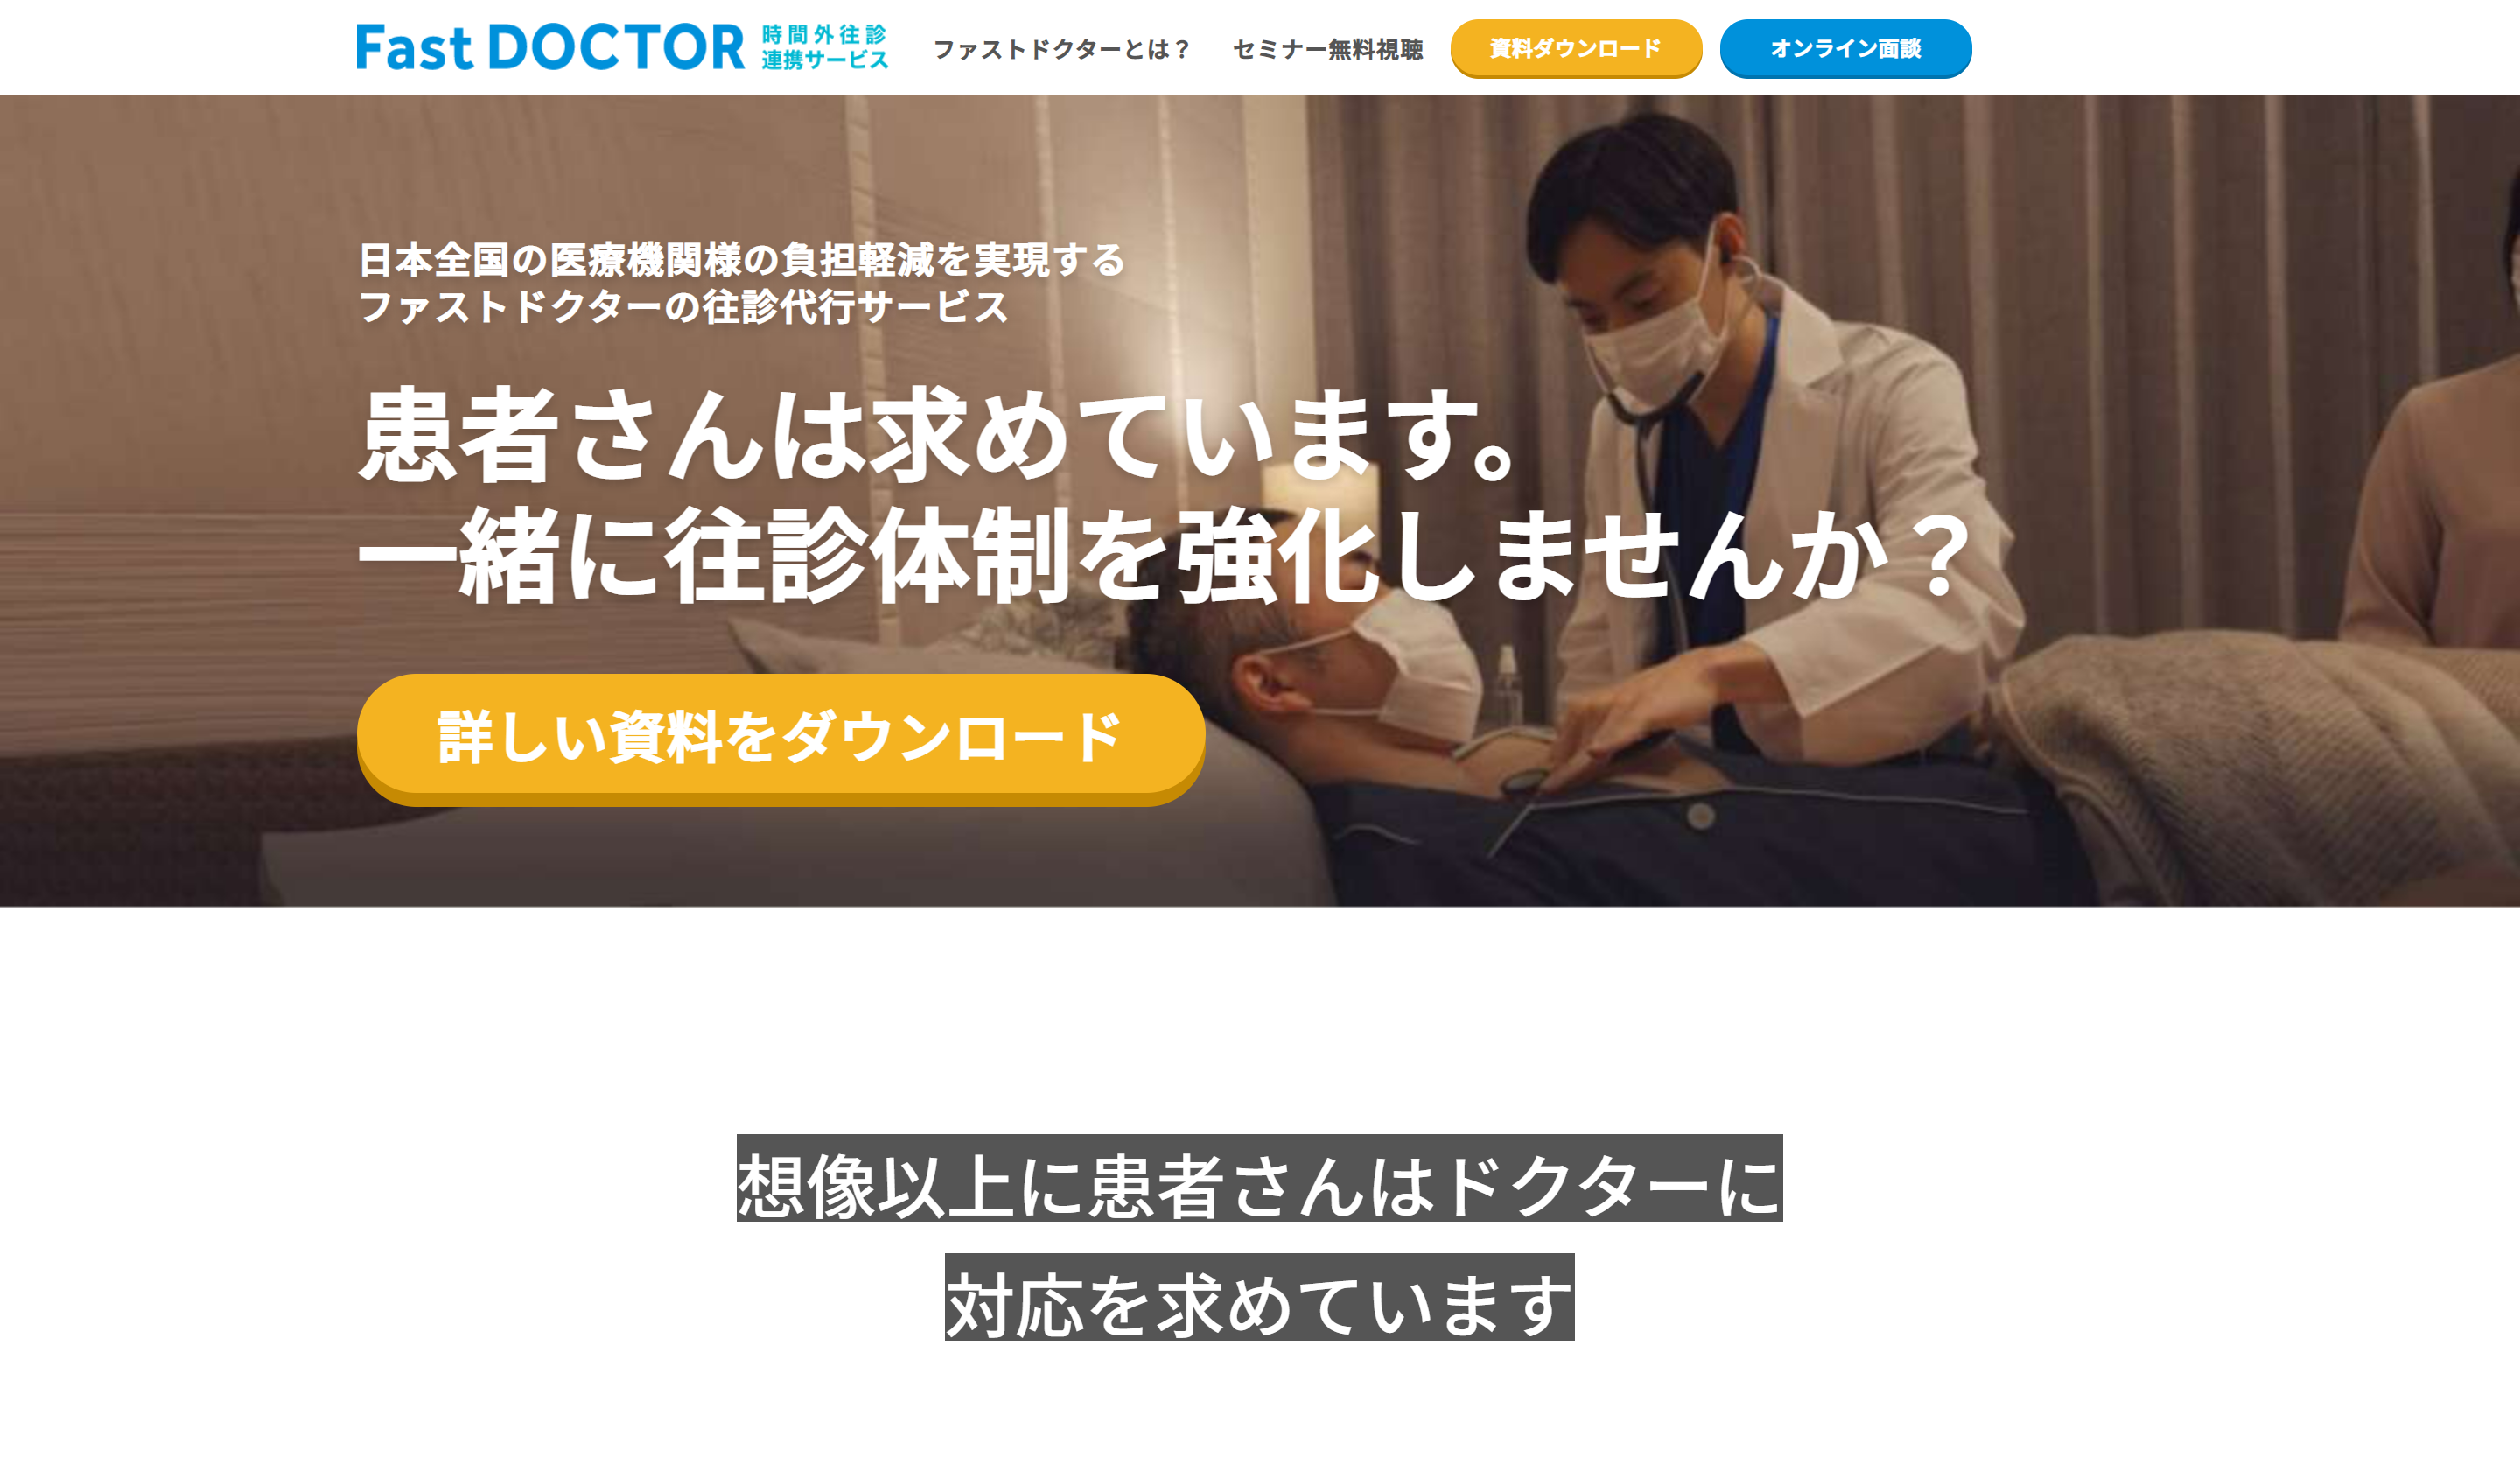 Fast DOCTOR 時間外往診
連携サービス
ファストドクターとは？
セミナー無料視聴
資料ダウンロード
オンライン面談
日本全国の医療機関様の負担軽減を実現する
ファストドクターの往診代行サービス
患者さんは求めています。
一緒に往診体制を強化しませんか？
詳しい資料をダウンロード
想像以上に患者さんはドクターに
対応を求めています